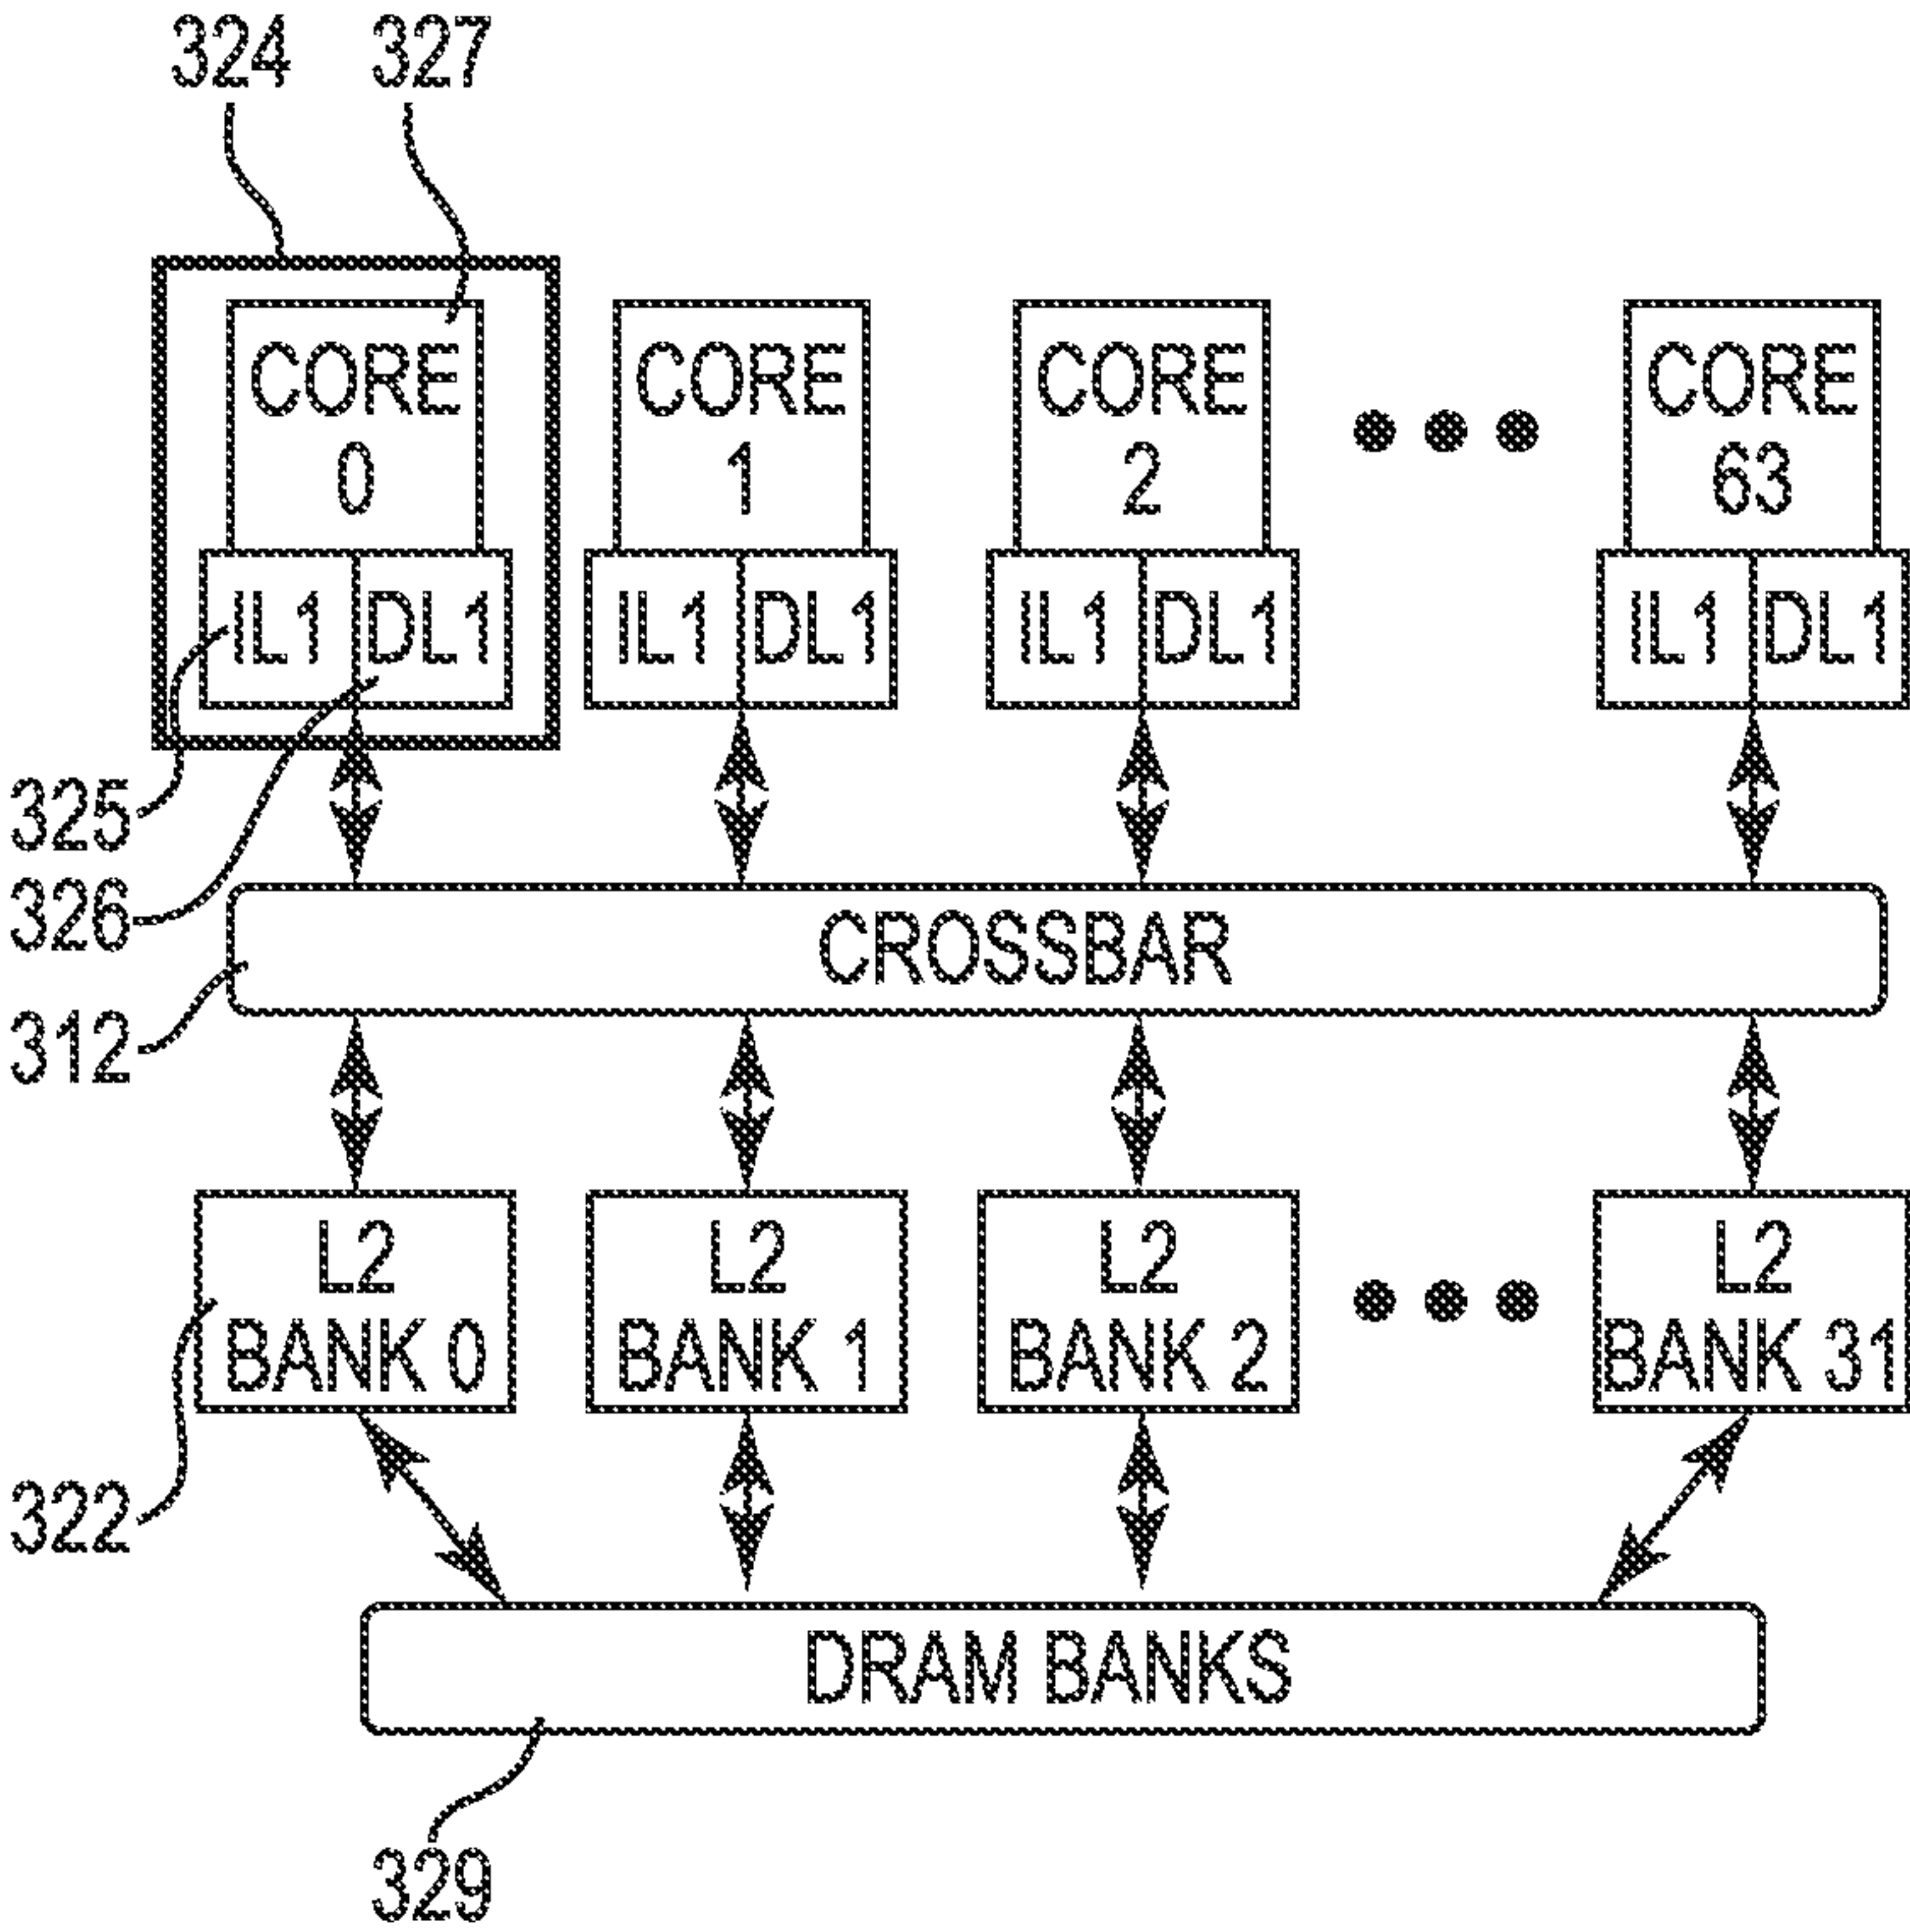 324 327
CORE CORE CORE CORE
0 1 2 63
IL1 DL1 IL1 DL1 IL1 DL1 IL1 DL1
325
326
CROSSBAR
312
L2 L2 L2 L2
BANK 0 BANK 1 BANK 2 BANK 31
322
DRAM BANKS
329